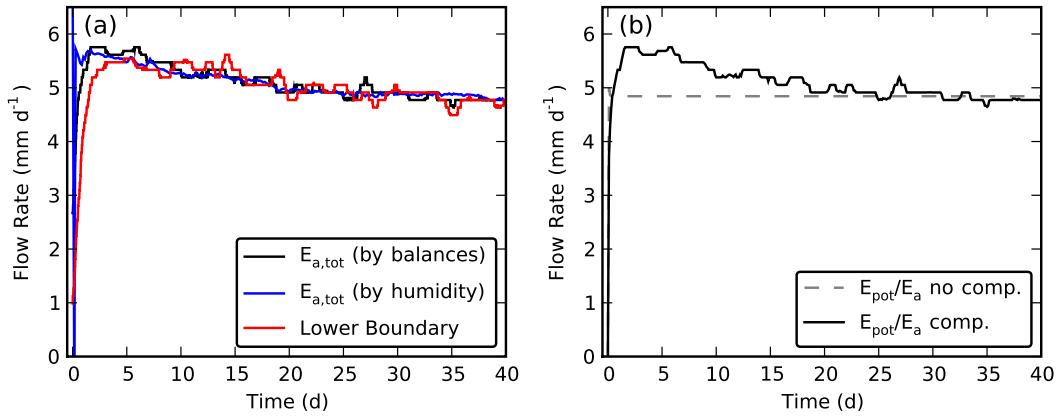 (a)
6
5
4
3
2
1
0
Flow Rate (mm d⁻¹)
E_a,tot (by balances)
E_a,tot (by humidity)
Lower Boundary
0 5 10 15 20 25 30 35 40
Time (d)
(b)
6
5
4
3
2
1
0
Flow Rate (mm d⁻¹)
E_pot/E_a no comp.
E_pot/E_a comp.
0 5 10 15 20 25 30 35 40
Time (d)